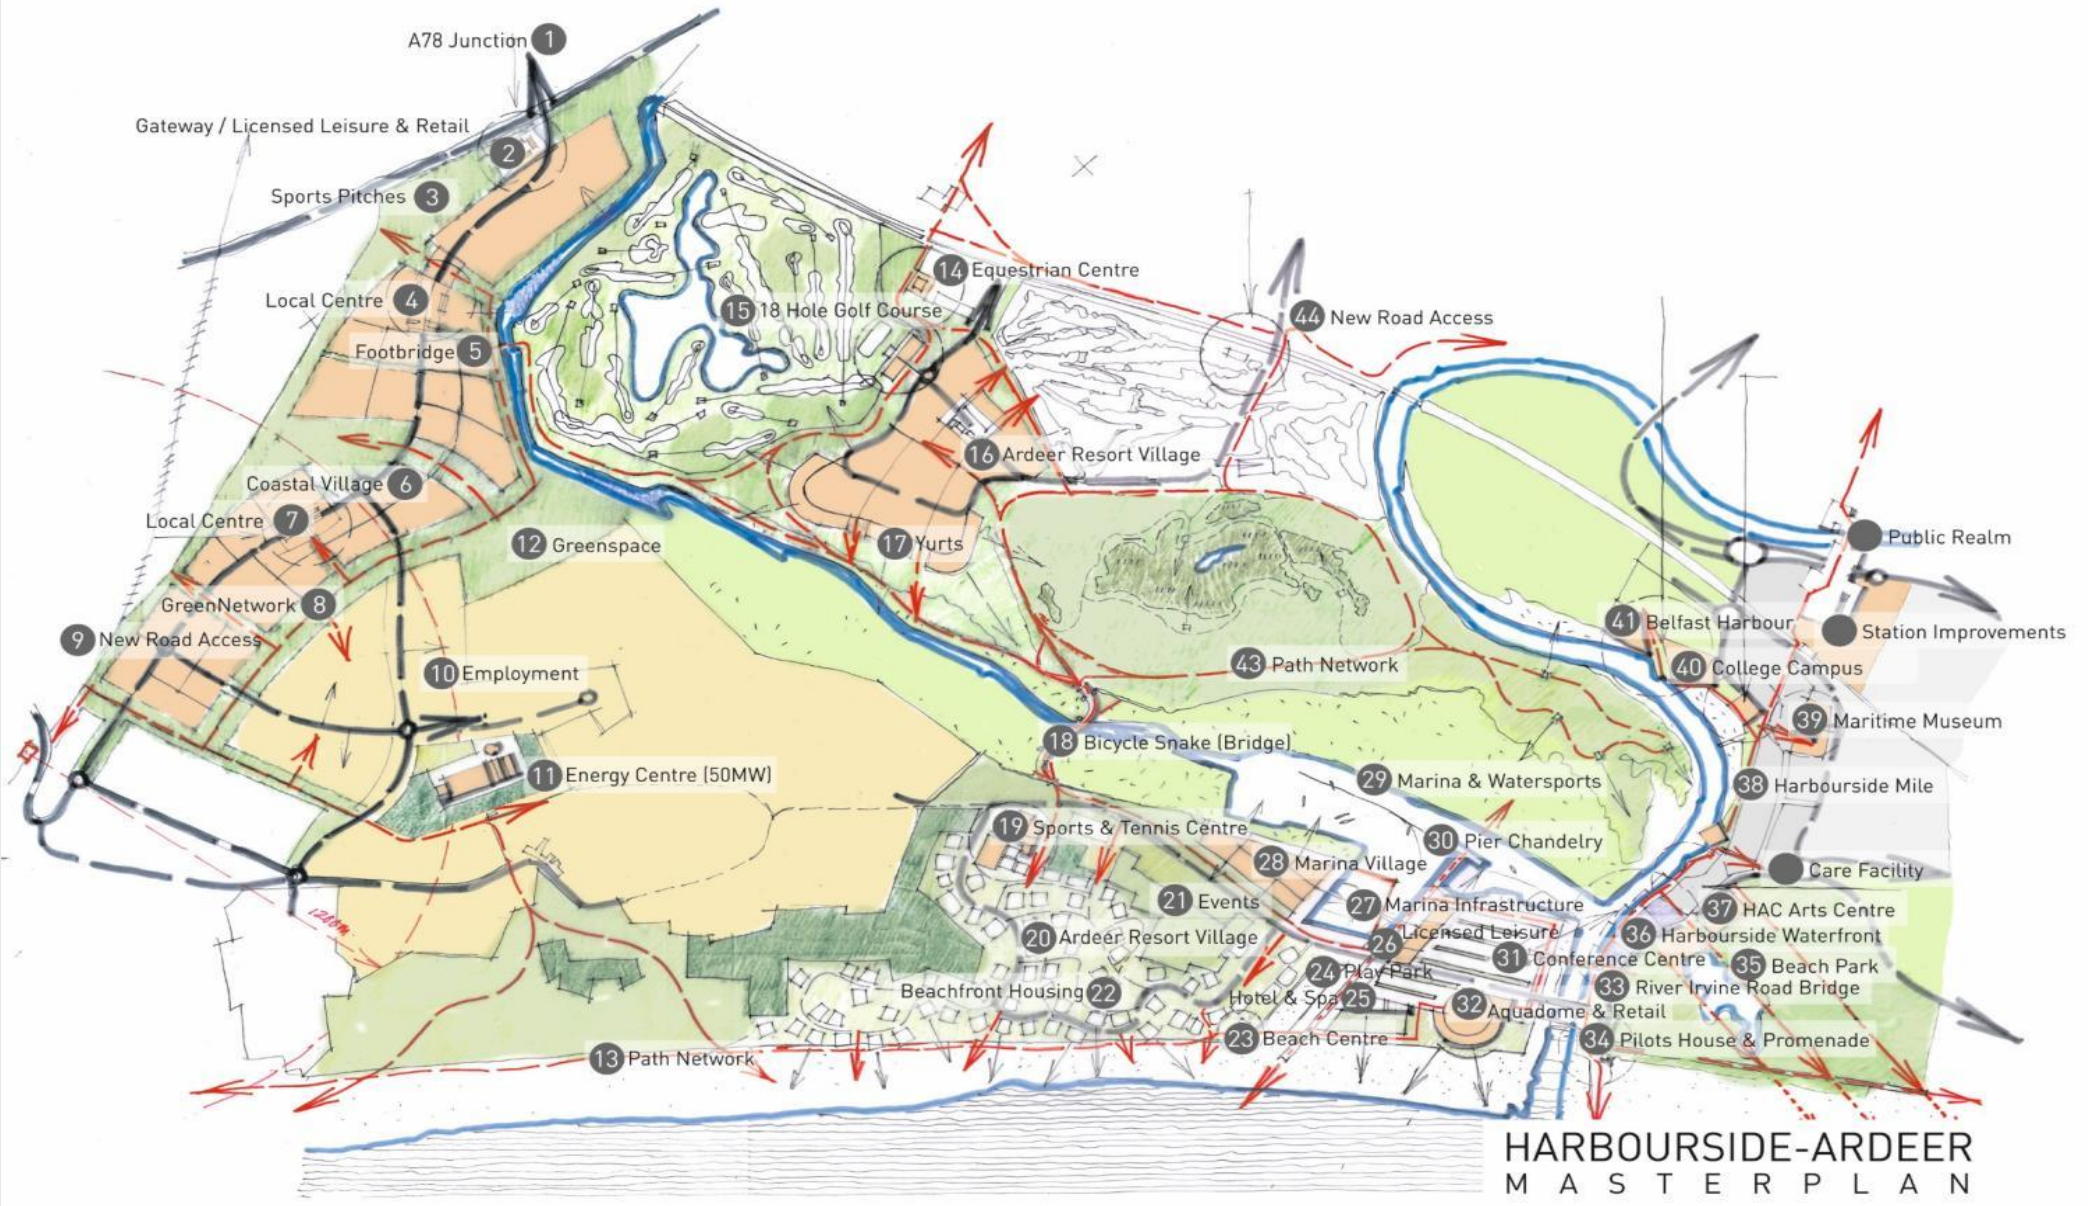 A78 Junction 1
Gateway / Licensed Leisure & Retail
2
Sports Pitches 3
14 Equestrian Centre
Local Centre 4
15 18 Hole Golf Course
44 New Road Access
Footbridge 5
16 Ardeer Resort Village
Coastal Village 6
Local Centre 7
12 Greenspace
17 Yurts
Public Realm
GreenNetwork 8
41 Belfast Harbour
Station Improvements
9 New Road Access
43 Path Network
40 College Campus
10 Employment
39 Maritime Museum
18 Bicycle Snake (Bridge)
11 Energy Centre (50MW)
29 Marina & Watersports
38 Harbourside Mile
19 Sports & Tennis Centre
30 Pier Chandelry
28 Marina Village
Care Facility
21 Events
27 Marina Infrastructure
37 HAC Arts Centre
1200m
20 Ardeer Resort Village
26 Licensed Leisure
36 Harbourside Waterfront
31 Conference Centre
35 Beach Park
24 Play Park
Beachfront Housing 22
Hotel & Spa 25
33 River Irvine Road Bridge
32 Aquadome & Retail
23 Beach Centre
34 Pilots House & Promenade
13 Path Network
HARBOURSIDE-ARDEER
MASTERPLAN